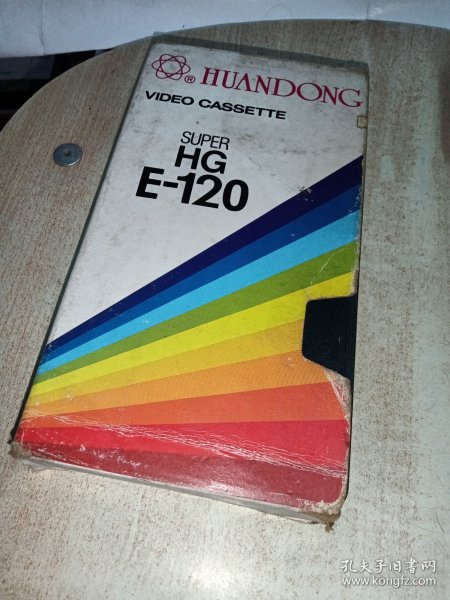 ® HUANDONG
VIDEO CASSETTE
SUPER
HG
E-120
孔夫子旧书网
www.kongfz.com